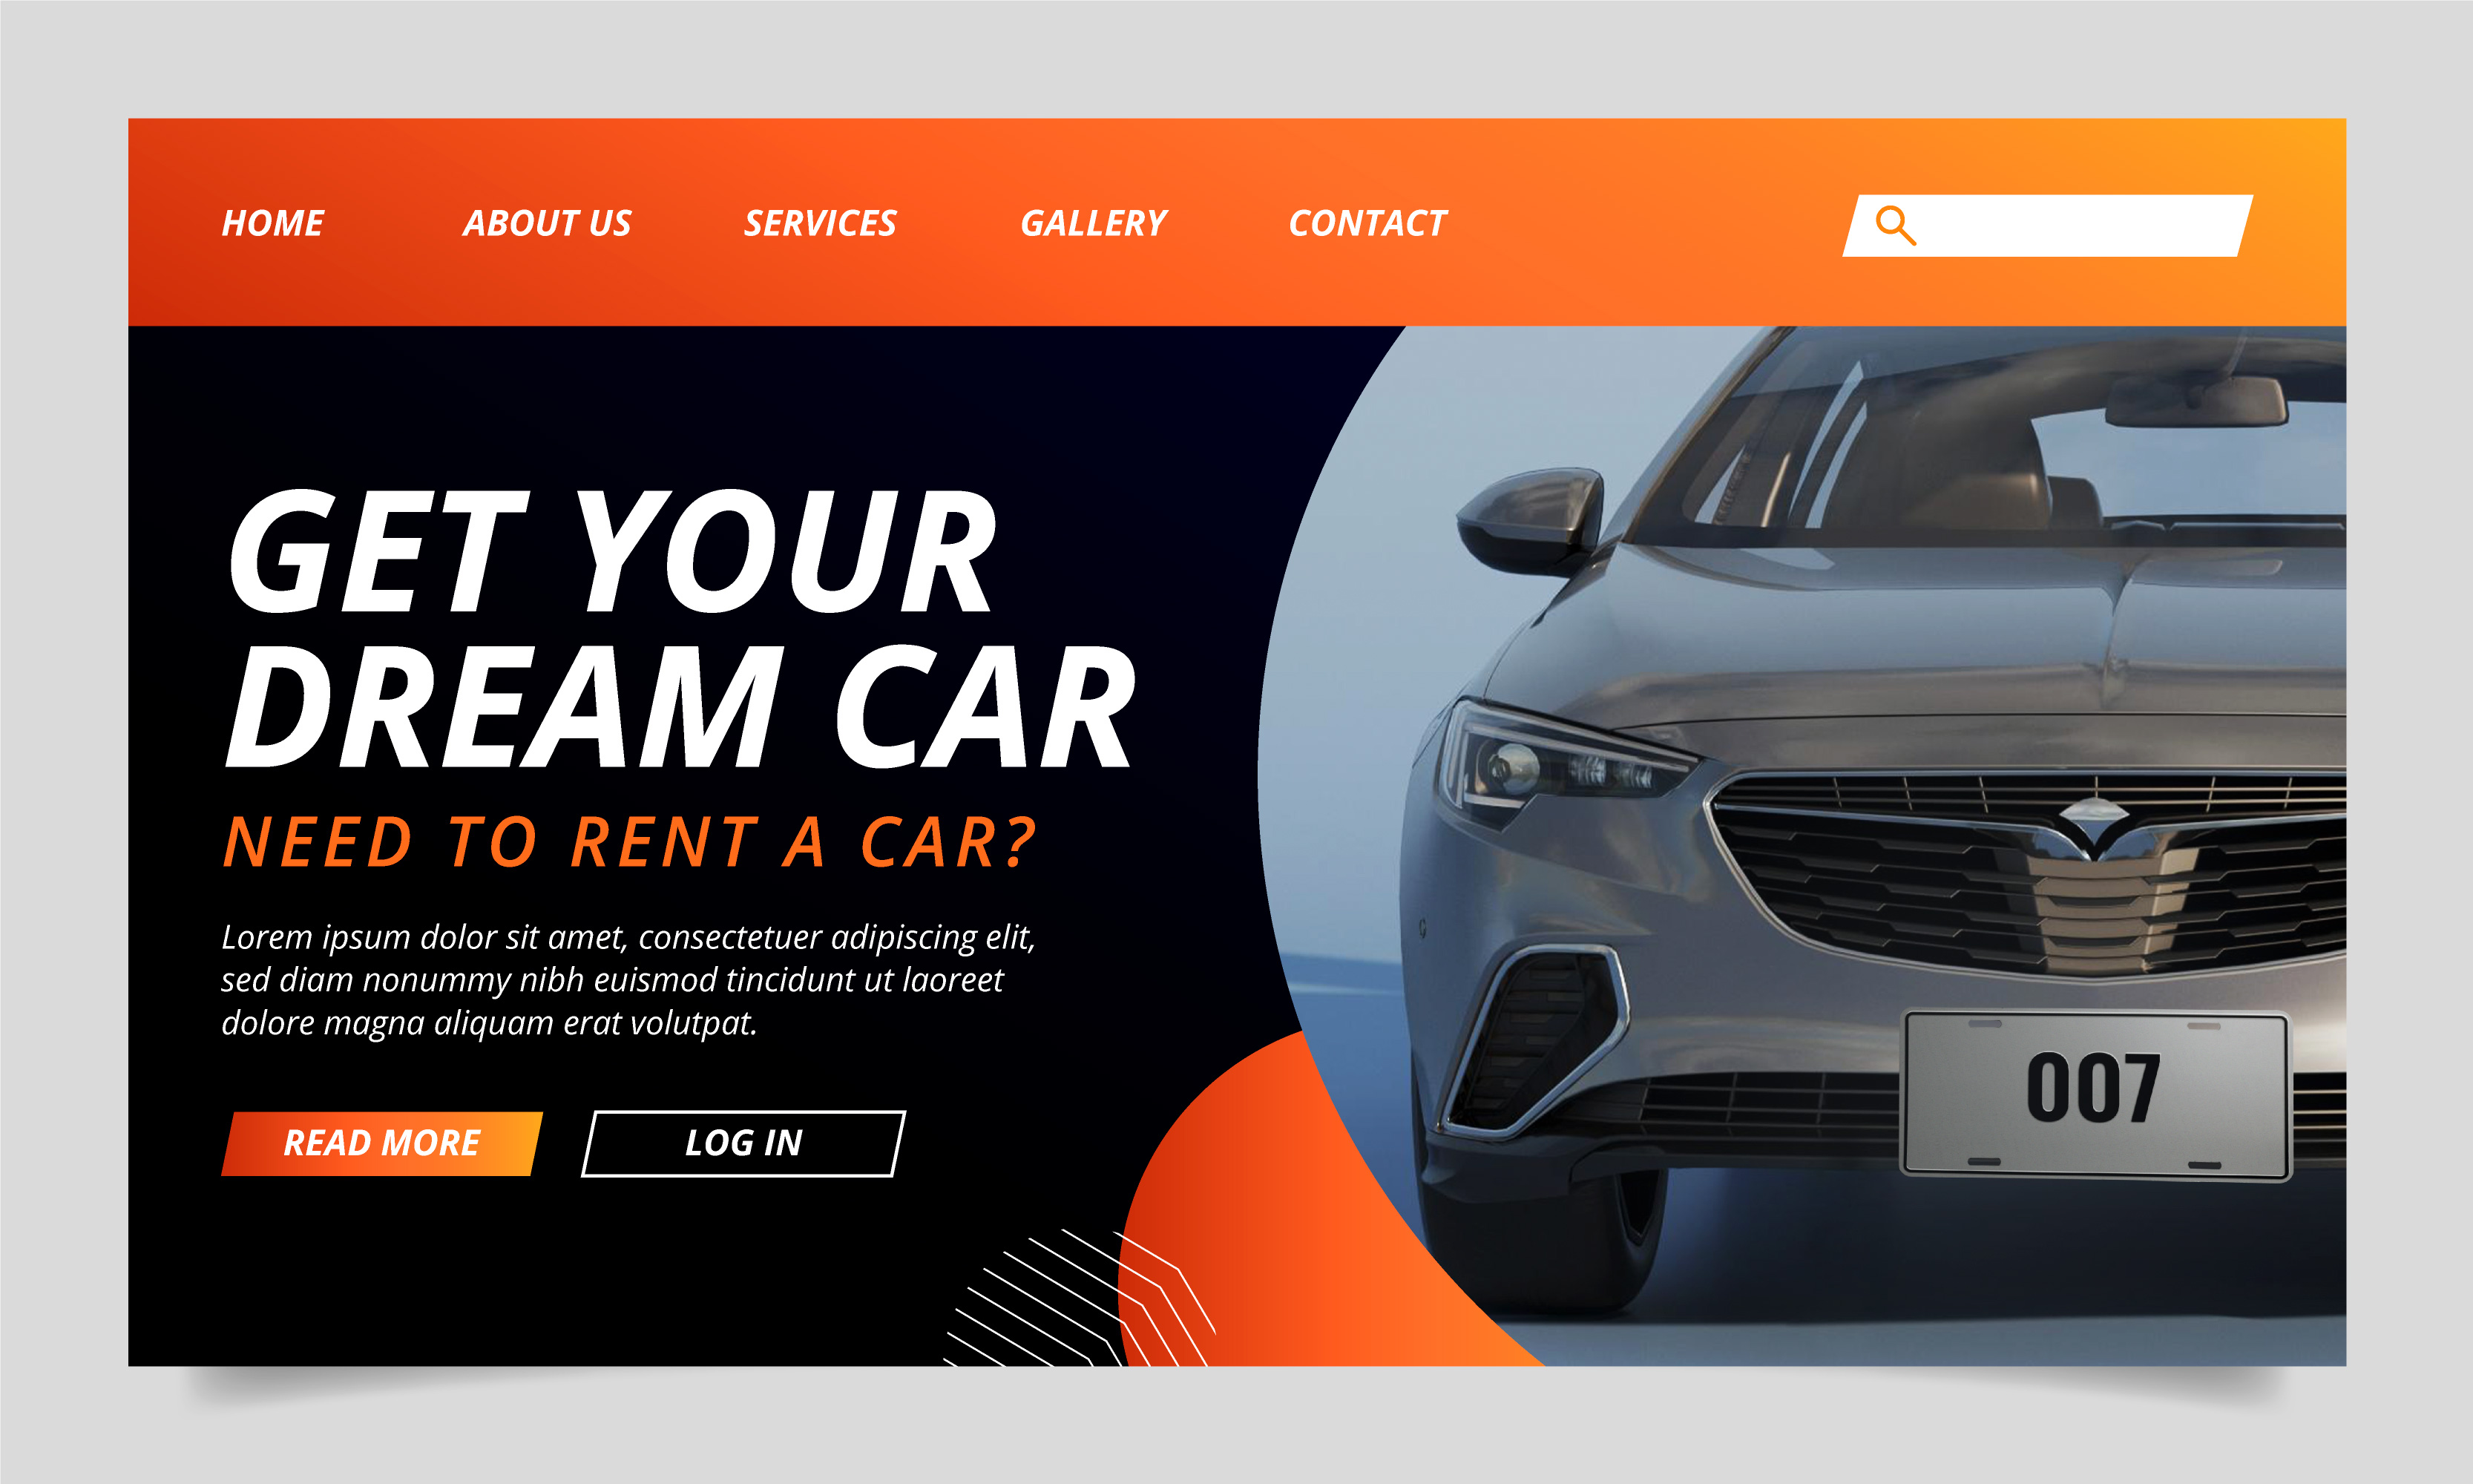 HOME ABOUT US SERVICES GALLERY CONTACT
GET YOUR
DREAM CAR
NEED TO RENT A CAR?
Lorem ipsum dolor sit amet, consectetuer adipiscing elit,
sed diam nonummy nibh euismod tincidunt ut laoreet
dolore magna aliquam erat volutpat.
READ MORE LOG IN
007